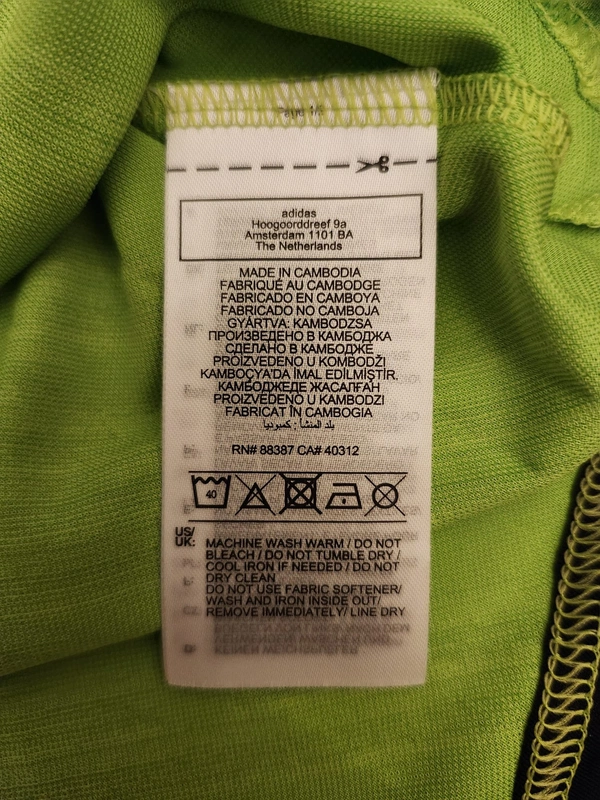 adidas
Hoogoorddreef 9a
Amsterdam 1101 BA
The Netherlands
MADE IN CAMBODIA
FABRIQUÉ AU CAMBODGE
FABRICADO EN CAMBOYA
FABRICADO NO CAMBOJA
GYÁRTVA: KAMBODZSA
ПРОИЗВЕДЕНО В КАМБОДЖА
СДЕЛАНО В КАМБОДЖЕ
PROIZVEDENO U KOMBODŽI
KAMBOÇYA'DA İMAL EDİLMİŞTİR.
КАМБОДЖЕДЕ ЖАСАЛҒАН
PROIZVEDENO U KAMBODZI
FABRICAT ÎN CAMBOGIA
بلد المنشأ : كمبوديا
RN# 88387 CA# 40312
40
US/
UK:
MACHINE WASH WARM / DO NOT
BLEACH / DO NOT TUMBLE DRY /
COOL IRON IF NEEDED / DO NOT
DRY CLEAN
DO NOT USE FABRIC SOFTENER/
WASH AND IRON INSIDE OUT/
REMOVE IMMEDIATELY/ LINE DRY